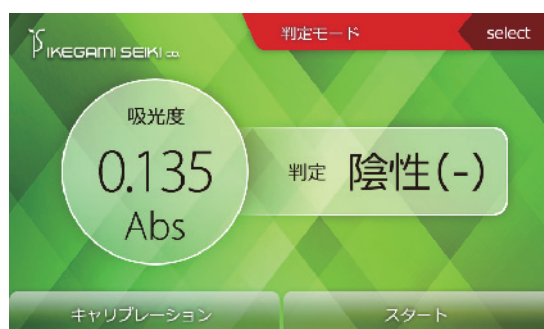 IKEGAMI SEIKI CO.
判定モード
select
吸光度
0.135
Abs
判定 陰性(-)
キャリブレーション
スタート